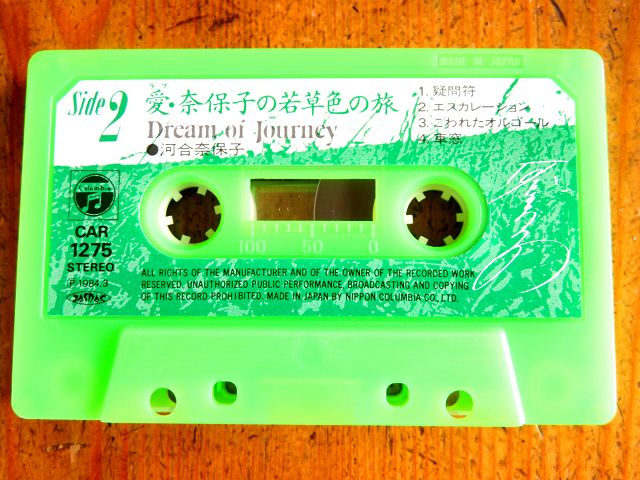 MADE IN JAPAN
Side 2
ラブ
愛・奈保子の若草色の旅
Dream of Journey
●河合奈保子
1. 疑問符
2. エスカレーション
3. こわれたオルゴール
4. 車窓
Columbia
CAR
1275
STEREO
Ⓟ 1984.3
JASRAC
100 50 0
ALL RIGHTS OF THE MANUFACTURER AND OF THE OWNER OF THE RECORDED WORK
RESERVED. UNAUTHORIZED PUBLIC PERFORMANCE, BROADCASTING AND COPYING
OF THIS RECORD PROHIBITED. MADE IN JAPAN BY NIPPON COLUMBIA CO., LTD.